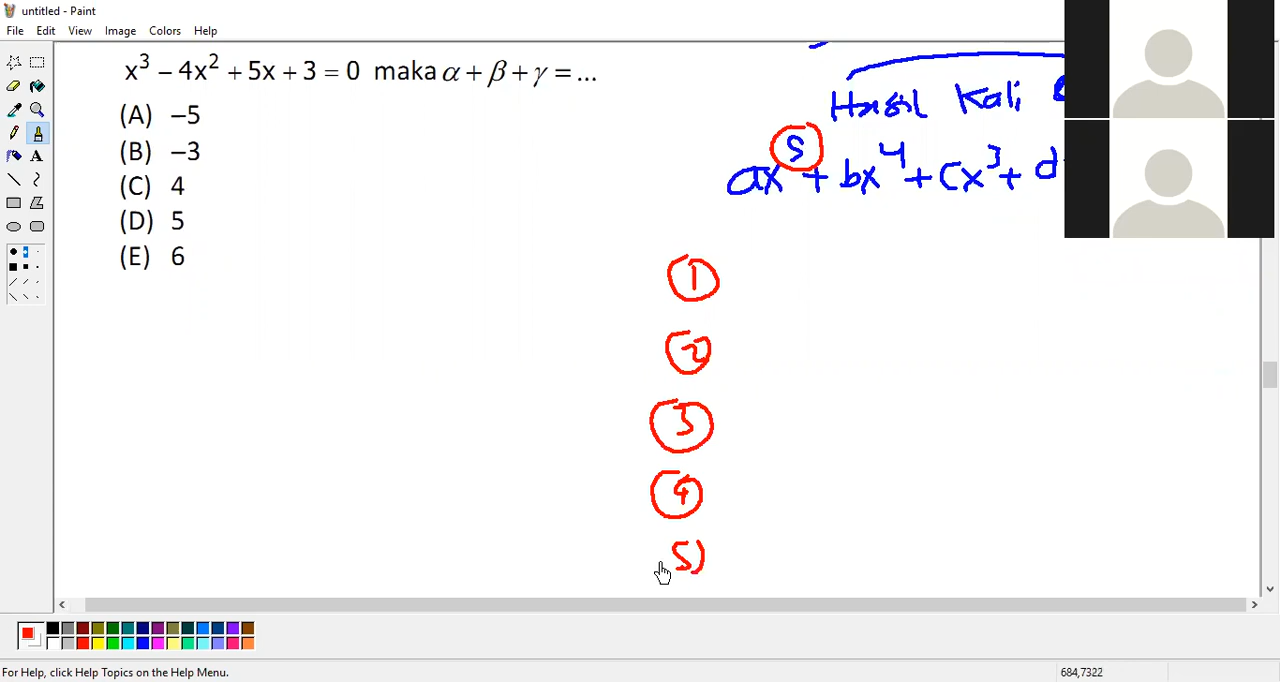 untitled - Paint
File Edit View Image Colors Help
x³ − 4x² + 5x + 3 = 0 maka α + β + γ = ...
(A) −5
(B) −3
(C) 4
(D) 5
(E) 6
Hasil Kali
ax⁵ + bx⁴ + cx³ + d
1
2
3
4
5)
For Help, click Help Topics on the Help Menu.
684,7322